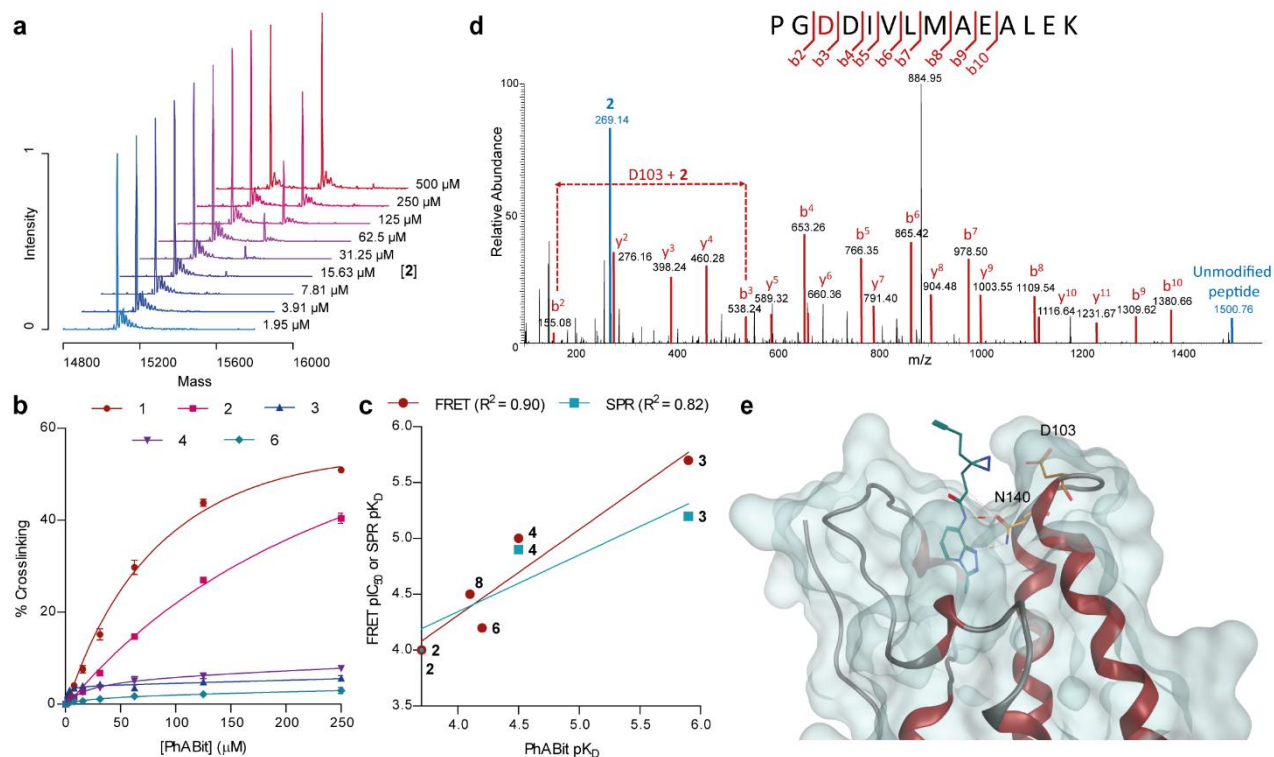 a
Intensity
1
0
500 µM
250 µM
125 µM
62.5 µM
31.25 µM
15.63 µM
[2]
7.81 µM
3.91 µM
1.95 µM
14800 15200 15600 16000
Mass
b
1 2 3
4 6
% Crosslinking
60
40
20
0
0 50 100 150 200 250
[PhABit] (µM)
c
FRET (R² = 0.90) SPR (R² = 0.82)
FRET pIC50 or SPR pKD
6.0
5.5
5.0
4.5
4.0
3.5
3
3
4
4
8
6
2
2
4.0 4.5 5.0 5.5 6.0
PhABit pKD
d
P G D D I V L M A E A L E K
b2 b3 b4 b5 b6 b7 b8 b9 b10
Relative Abundance
100
50
0
884.95
2
269.14
D103 + 2
b²
155.08
y²
276.16
y³
398.24
y⁴
460.28
b³
538.24
y⁵
589.32
b⁴
653.26
y⁶
660.36
b⁵
766.35
y⁷
791.40
b⁶
865.42
y⁸
904.48
b⁷
978.50
y⁹
1003.55
b⁸
1109.54
y¹⁰
1116.64
y¹¹
1231.67
b⁹
1309.62
b¹⁰
1380.66
Unmodified
peptide
1500.76
200 400 600 800 1000 1200 1400
m/z
e
D103
N140